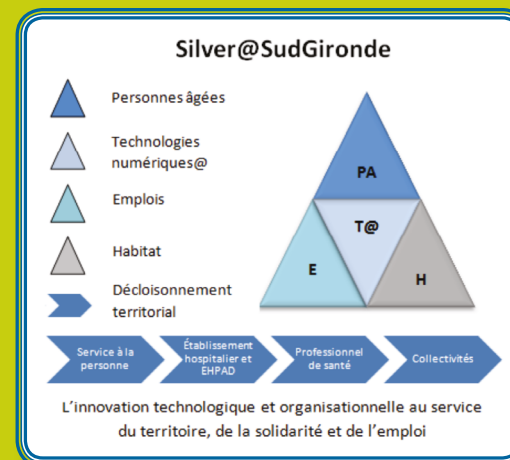 Silver@SudGironde
Personnes âgées
Technologies
numériques@
Emplois
Habitat
Décloisonnement
territorial
PA
T@
E
H
Service à la
personne
Établissement
hospitalier et
EHPAD
Professionnel
de santé
Collectivités
L'innovation technologique et organisationnelle au service
du territoire, de la solidarité et de l'emploi